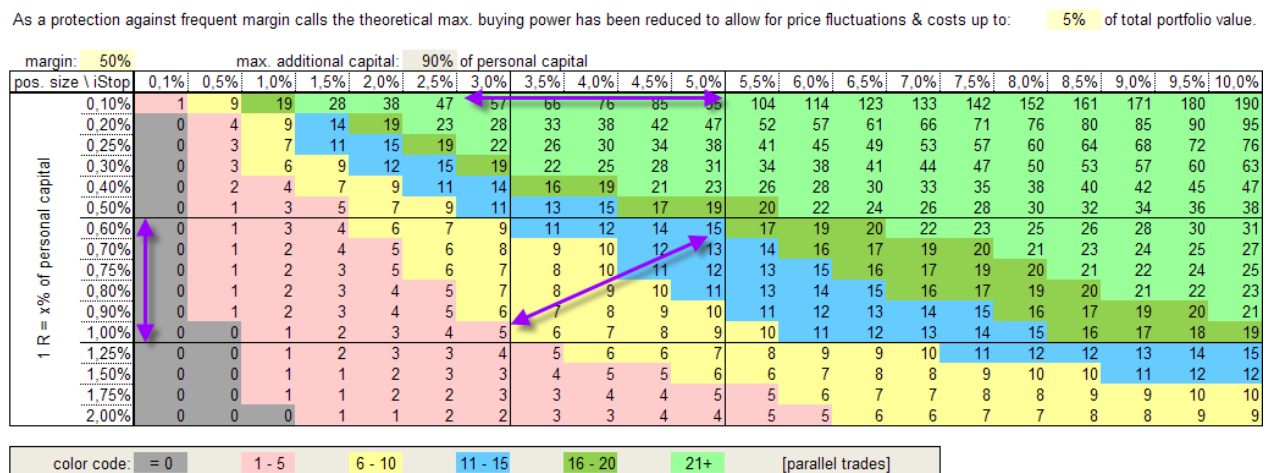 As a protection against frequent margin calls the theoretical max. buying power has been reduced to allow for price fluctuations & costs up to: 5% of total portfolio value.
margin: 50% max. additional capital: 90% of personal capital
pos. size \ iStop 0,1% 0,5% 1,0% 1,5% 2,0% 2,5% 3,0% 3,5% 4,0% 4,5% 5,0% 5,5% 6,0% 6,5% 7,0% 7,5% 8,0% 8,5% 9,0% 9,5% 10,0%
0,10% 1 9 19 28 38 47 57 66 76 85 95 104 114 123 133 142 152 161 171 180 190
0,20% 0 4 9 14 19 23 28 33 38 42 47 52 57 61 66 71 76 80 85 90 95
0,25% 0 3 7 11 15 19 22 26 30 34 38 41 45 49 53 57 60 64 68 72 76
0,30% 0 3 6 9 12 15 19 22 25 28 31 34 38 41 44 47 50 53 57 60 63
0,40% 0 2 4 7 9 11 14 16 19 21 23 26 28 30 33 35 38 40 42 45 47
0,50% 0 1 3 5 7 9 11 13 15 17 19 20 22 24 26 28 30 32 34 36 38
0,60% 0 1 3 4 6 7 9 11 12 14 15 17 19 20 22 23 25 26 28 30 31
0,70% 0 1 2 4 5 6 8 9 10 12 13 14 16 17 19 20 21 23 24 25 27
0,75% 0 1 2 3 5 6 7 8 10 11 12 13 15 16 17 19 20 21 22 24 25
0,80% 0 1 2 3 4 5 7 8 9 10 11 13 14 15 16 17 19 20 21 22 23
0,90% 0 1 2 3 4 5 6 7 8 9 10 11 12 13 14 15 16 17 19 20 21
1,00% 0 0 1 2 3 4 5 6 7 8 9 10 11 12 13 14 15 16 17 18 19
1,25% 0 0 1 2 3 3 4 5 6 6 7 8 9 9 10 11 12 12 13 14 15
1,50% 0 0 1 1 2 3 3 4 5 5 6 6 7 8 8 9 10 10 11 12 12
1,75% 0 0 1 1 2 2 3 3 4 4 5 5 6 7 7 8 8 9 9 10 10
2,00% 0 0 0 1 1 2 2 3 3 4 4 5 5 6 6 7 7 8 8 9 9
1 R = x% of personal capital
color code: = 0 1 - 5 6 - 10 11 - 15 16 - 20 21+ [parallel trades]